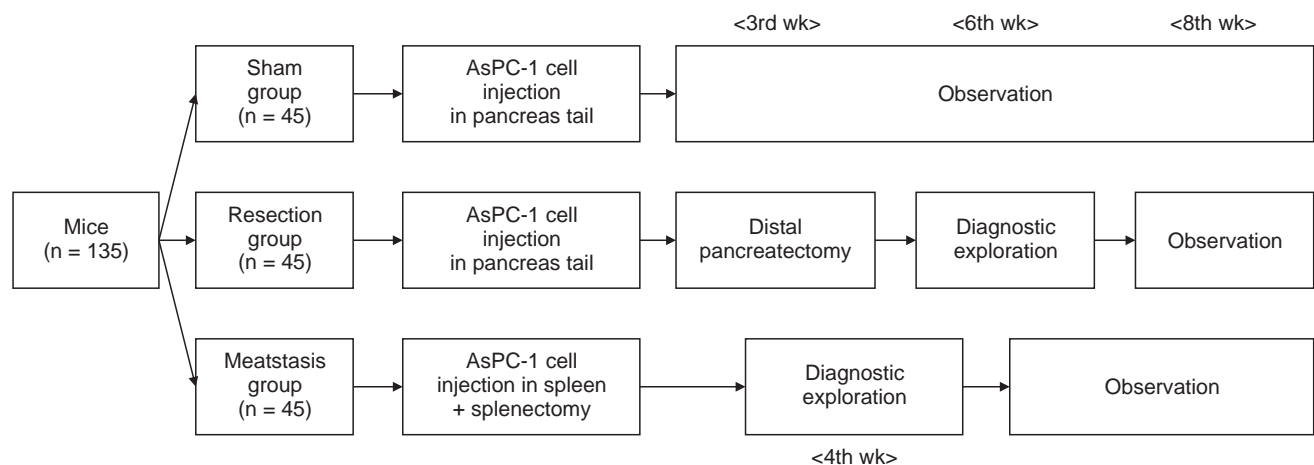 <3rd wk>
<6th wk>
<8th wk>
Sham
group
(n = 45)
AsPC-1 cell
injection
in pancreas tail
Observation
Mice
(n = 135)
Resection
group
(n = 45)
AsPC-1 cell
injection
in pancreas tail
Distal
pancreatectomy
Diagnostic
exploration
Observation
Meatstasis
group
(n = 45)
AsPC-1 cell
injection in spleen
+ splenectomy
Diagnostic
exploration
Observation
<4th wk>